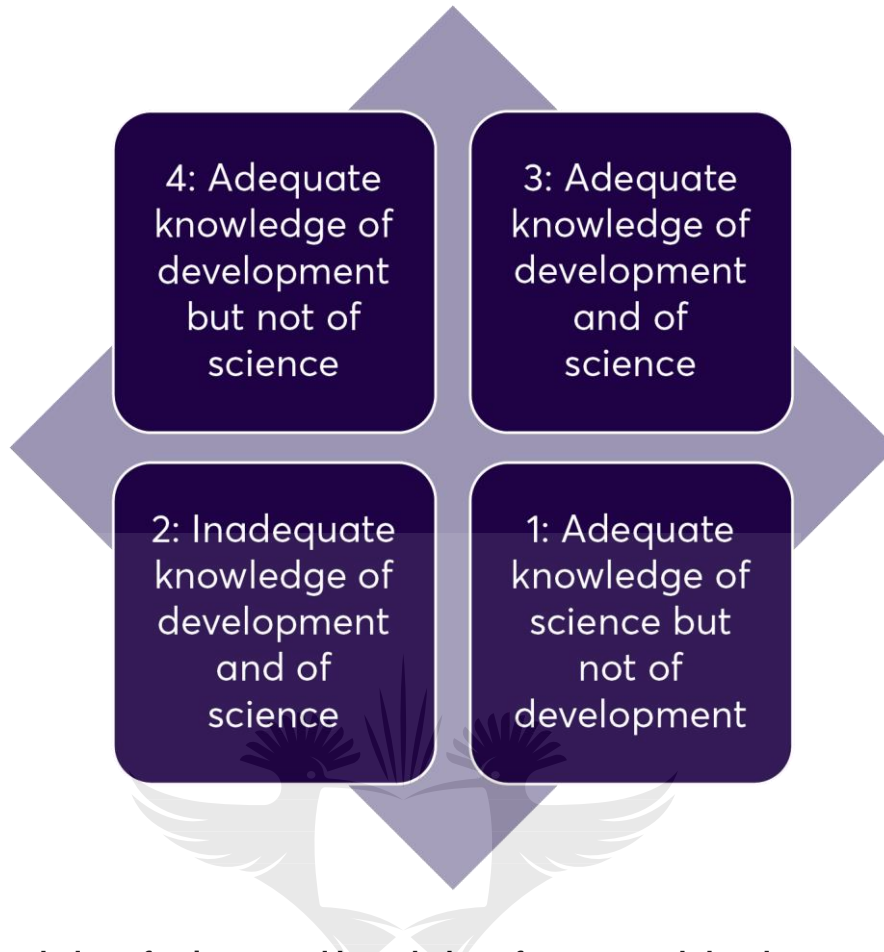 4: Adequate
knowledge of
development
but not of
science
3: Adequate
knowledge of
development
and of
science
2: Inadequate
knowledge of
development
and of
science
1: Adequate
knowledge of
science but
not of
development